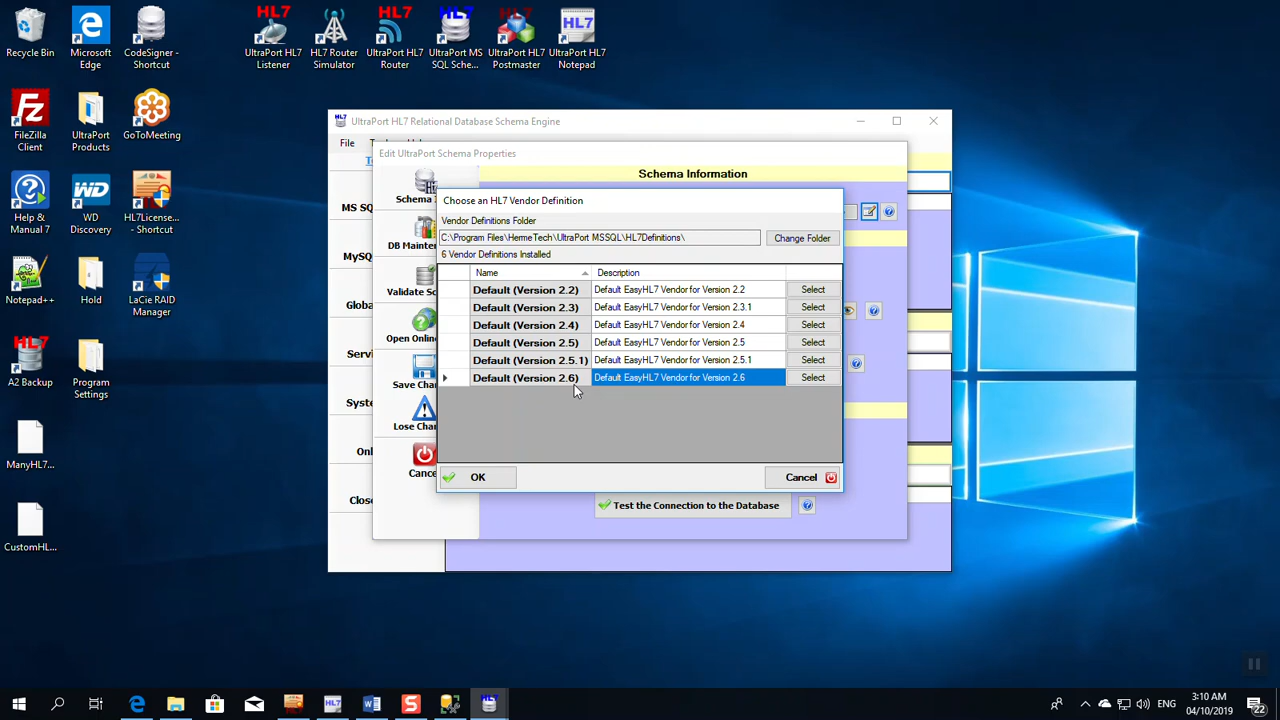 Recycle Bin
Microsoft Edge
CodeSigner - Shortcut
HL7
UltraPort HL7 Listener
HL7 Router Simulator
HL7
UltraPort HL7 Router
HL7
UltraPort MS SQL Sche...
UltraPort HL7 Postmaster
HL7
UltraPort HL7 Notepad
FileZilla Client
UltraPort Products
GoToMeeting
Help & Manual 7
WD
WD Discovery
HL7License... - Shortcut
Notepad++
Hold
LaCie RAID Manager
HL7
A2 Backup
Program Settings
ManyHL7...
CustomHL...
UltraPort HL7 Relational Database Schema Engine
File
MS SQ
MySQ
Globa
Servi
Syste
Onl
Close
Edit UltraPort Schema Properties
Schema Information
Schema
DB Mainten
Validate Sc
Open Onlin
Save Chan
Lose Chan
Cance
Choose an HL7 Vendor Definition
Vendor Definitions Folder
C:\Program Files\HermeTech\UltraPort MSSQL\HL7Definitions\
Change Folder
6 Vendor Definitions Installed
Name Description
Default (Version 2.2) Default EasyHL7 Vendor for Version 2.2 Select
Default (Version 2.3) Default EasyHL7 Vendor for Version 2.3.1 Select
Default (Version 2.4) Default EasyHL7 Vendor for Version 2.4 Select
Default (Version 2.5) Default EasyHL7 Vendor for Version 2.5 Select
Default (Version 2.5.1) Default EasyHL7 Vendor for Version 2.5.1 Select
Default (Version 2.6) Default EasyHL7 Vendor for Version 2.6 Select
OK
Cancel
Test the Connection to the Database
ENG
3:10 AM
04/10/2019
22